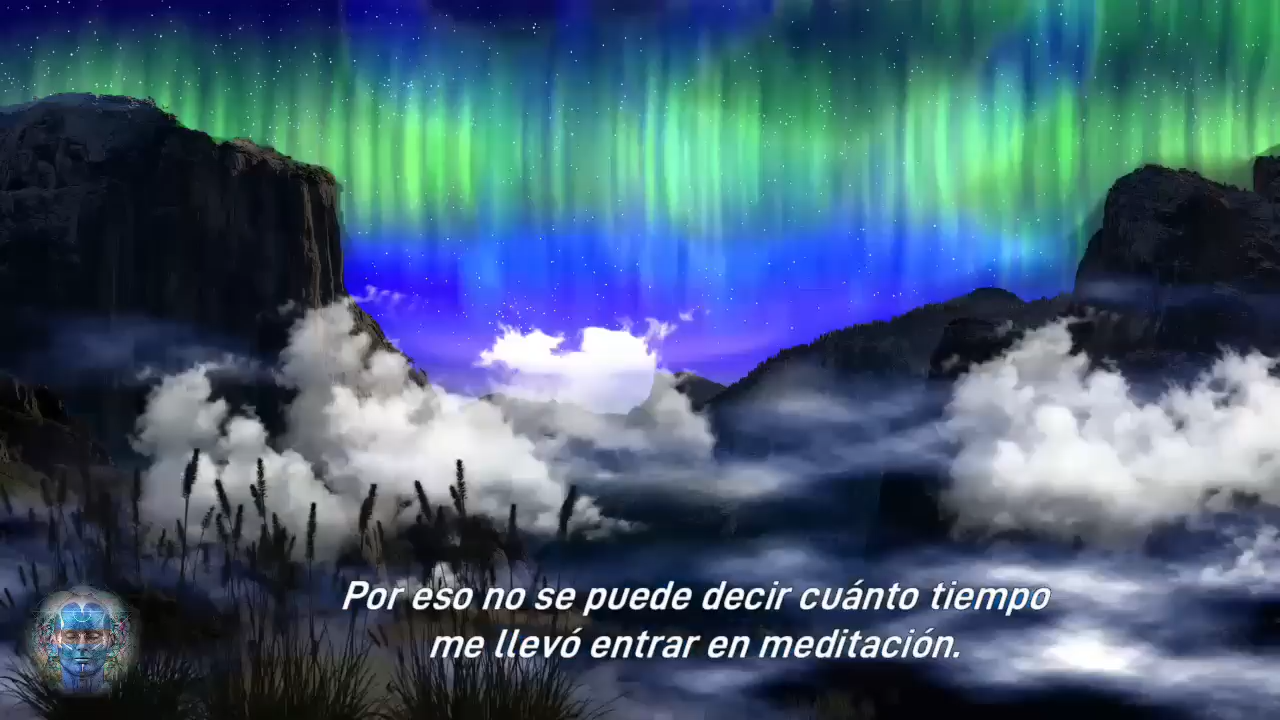 Por eso no se puede decir cuánto tiempo
me llevó entrar en meditación.